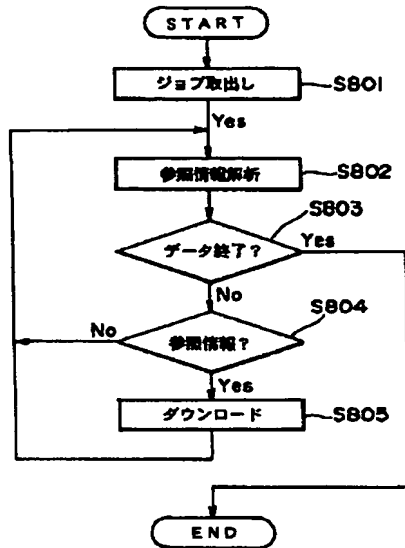 START
ジョブ取出し
S801
Yes
参照情報解析
S802
S803
データ終了?
Yes
No
S804
No
参照情報?
Yes
ダウンロード
S805
END